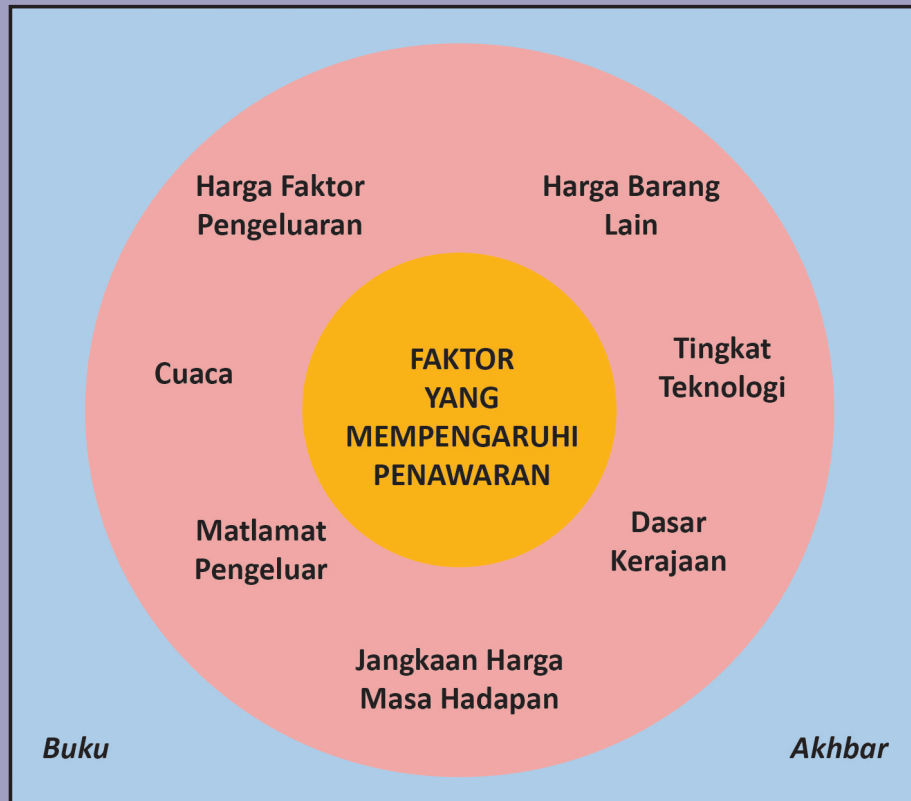 Harga Faktor
Pengeluaran
Harga Barang
Lain
Cuaca
FAKTOR
YANG
MEMPENGARUHI
PENAWARAN
Tingkat
Teknologi
Matlamat
Pengeluar
Dasar
Kerajaan
Jangkaan Harga
Masa Hadapan
Buku
Akhbar